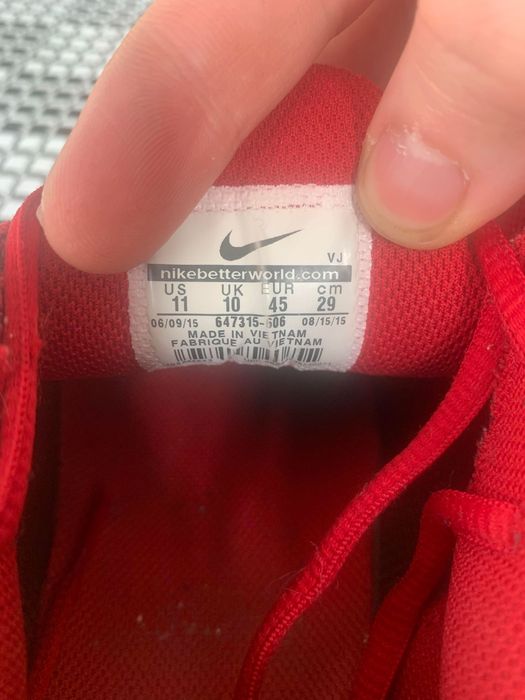 VJ
nikebetterworld.com
US UK EUR cm
11 10 45 29
06/09/15 647315-606 08/15/15
MADE IN VIETNAM
FABRIQUE AU VIETNAM